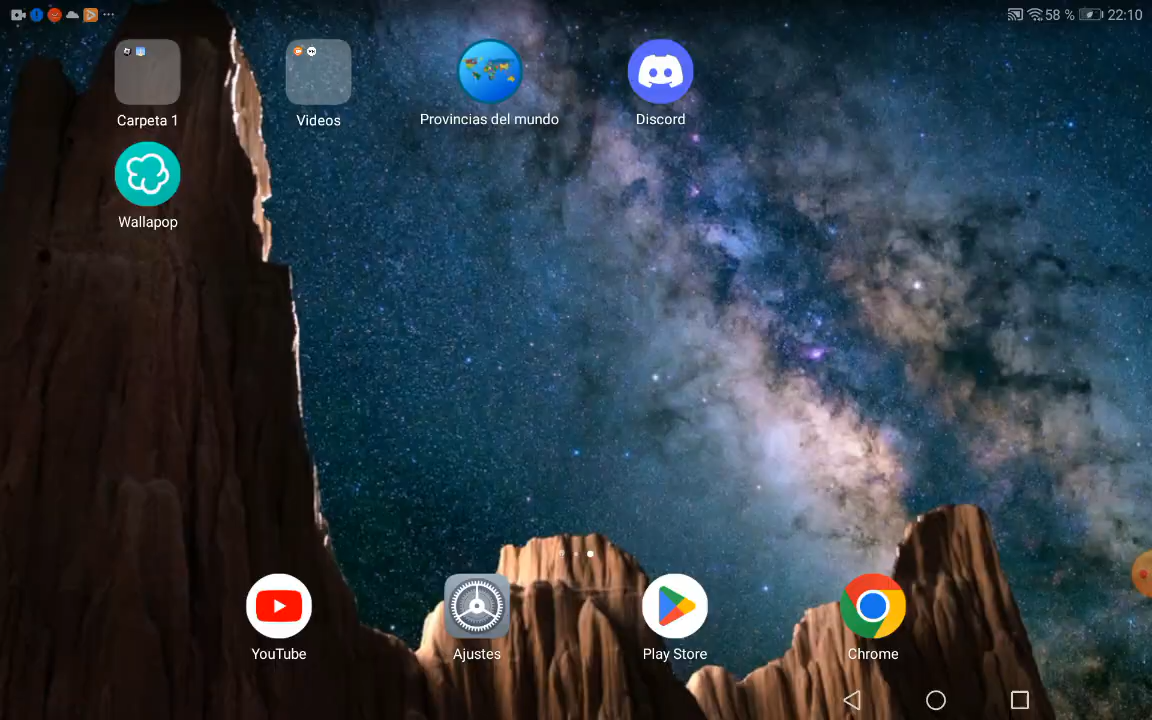 58 % 22:10
Carpeta 1
Videos
Provincias del mundo
Discord
Wallapop
YouTube
Ajustes
Play Store
Chrome